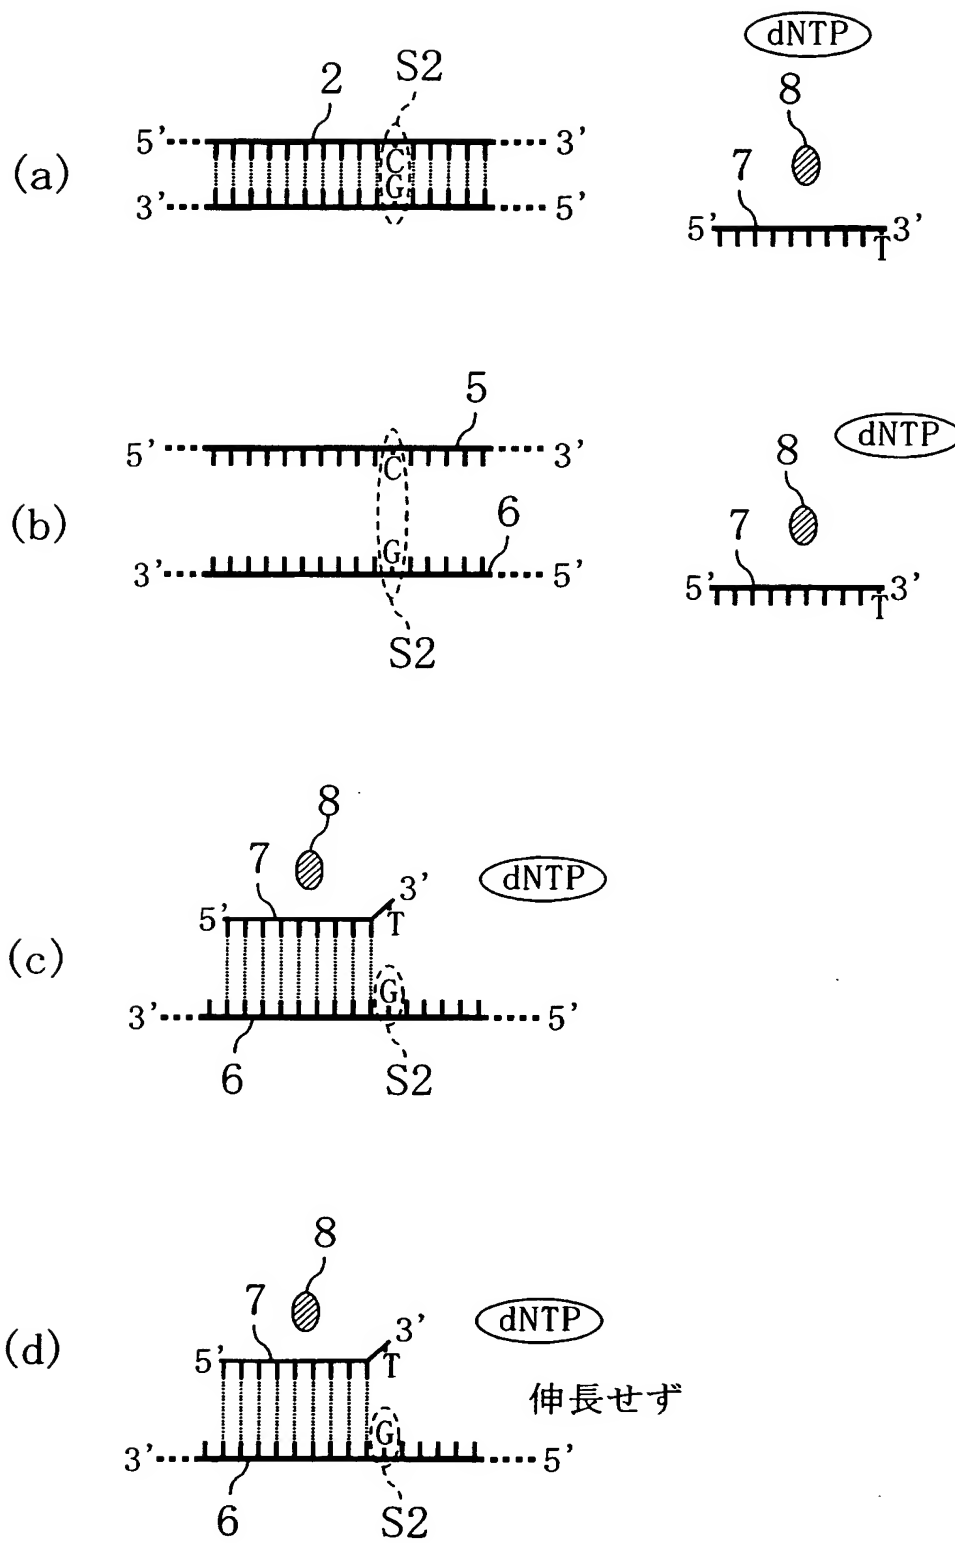 dNTP
S2
2
8
5' 3'
(a)
C
G
7
3' 5'
5' 3'
T
5
dNTP
8
5' C 3'
(b)
6
7
G
3' 5'
5' 3'
T
S2
8
7
dNTP
3'
5' T
(c)
G
3' 5'
6
S2
8
7
dNTP
3'
(d)
5' T
伸長せず
G
3' 5'
6
S2